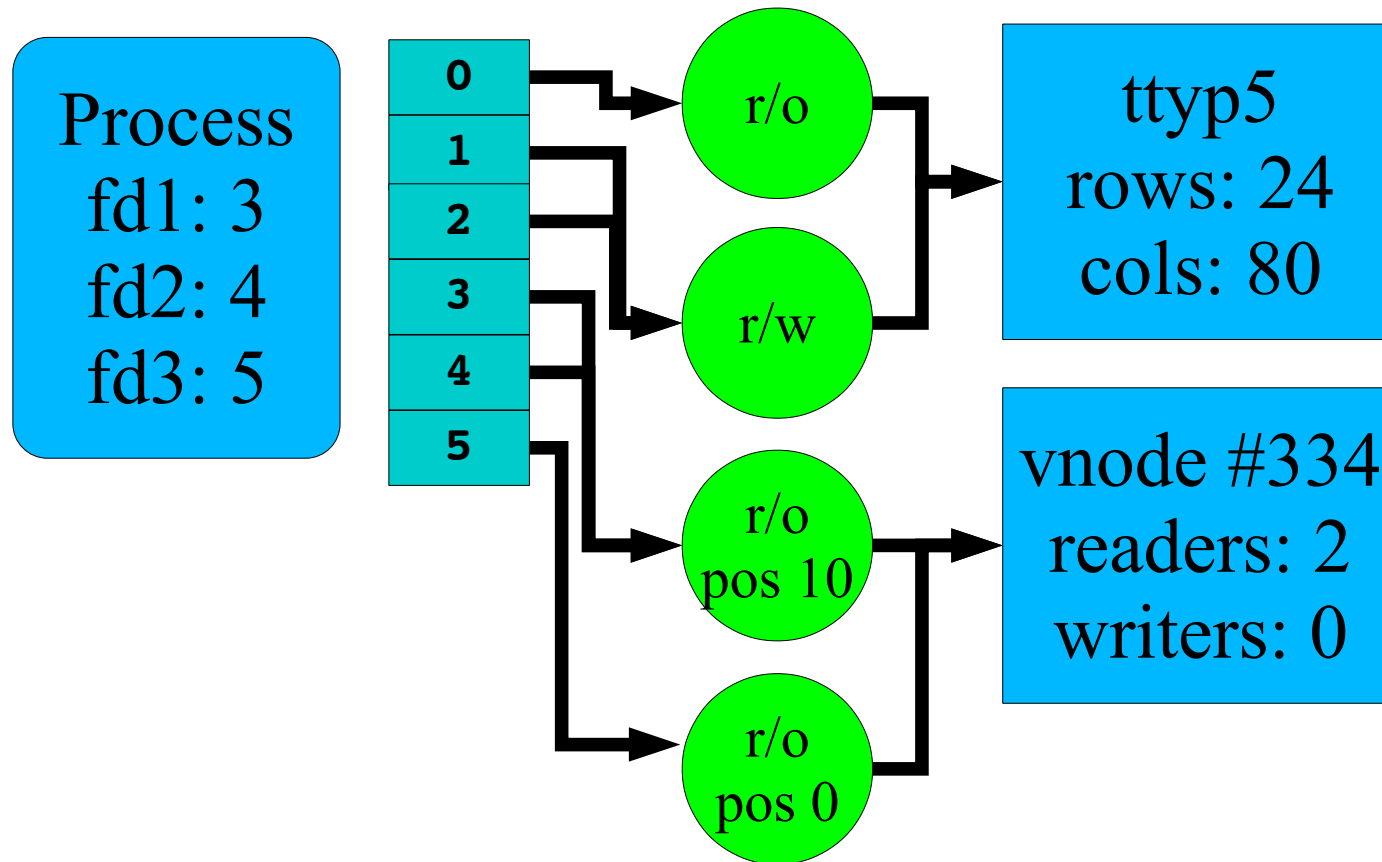 Process
fd1: 3
fd2: 4
fd3: 5
0
1
2
3
4
5
r/o
r/w
r/o
pos 10
r/o
pos 0
ttyp5
rows: 24
cols: 80
vnode #334
readers: 2
writers: 0